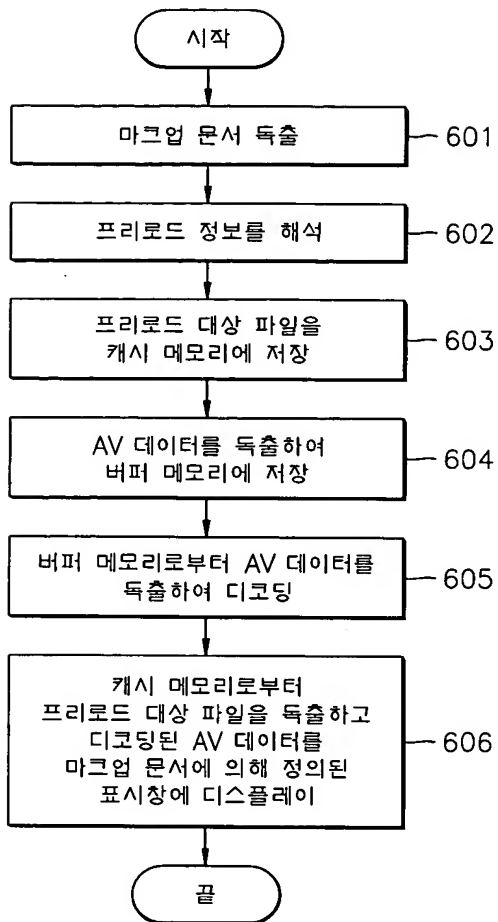 시작
마크업 문서 독출
601
프리로드 정보를 해석
602
프리로드 대상 파일을
캐시 메모리에 저장
603
AV 데이터를 독출하여
버퍼 메모리에 저장
604
버퍼 메모리로부터 AV 데이터를
독출하여 디코딩
605
캐시 메모리로부터
프리로드 대상 파일을 독출하고
디코딩된 AV 데이터를
마크업 문서에 의해 정의된
표시창에 디스플레이
606
끝